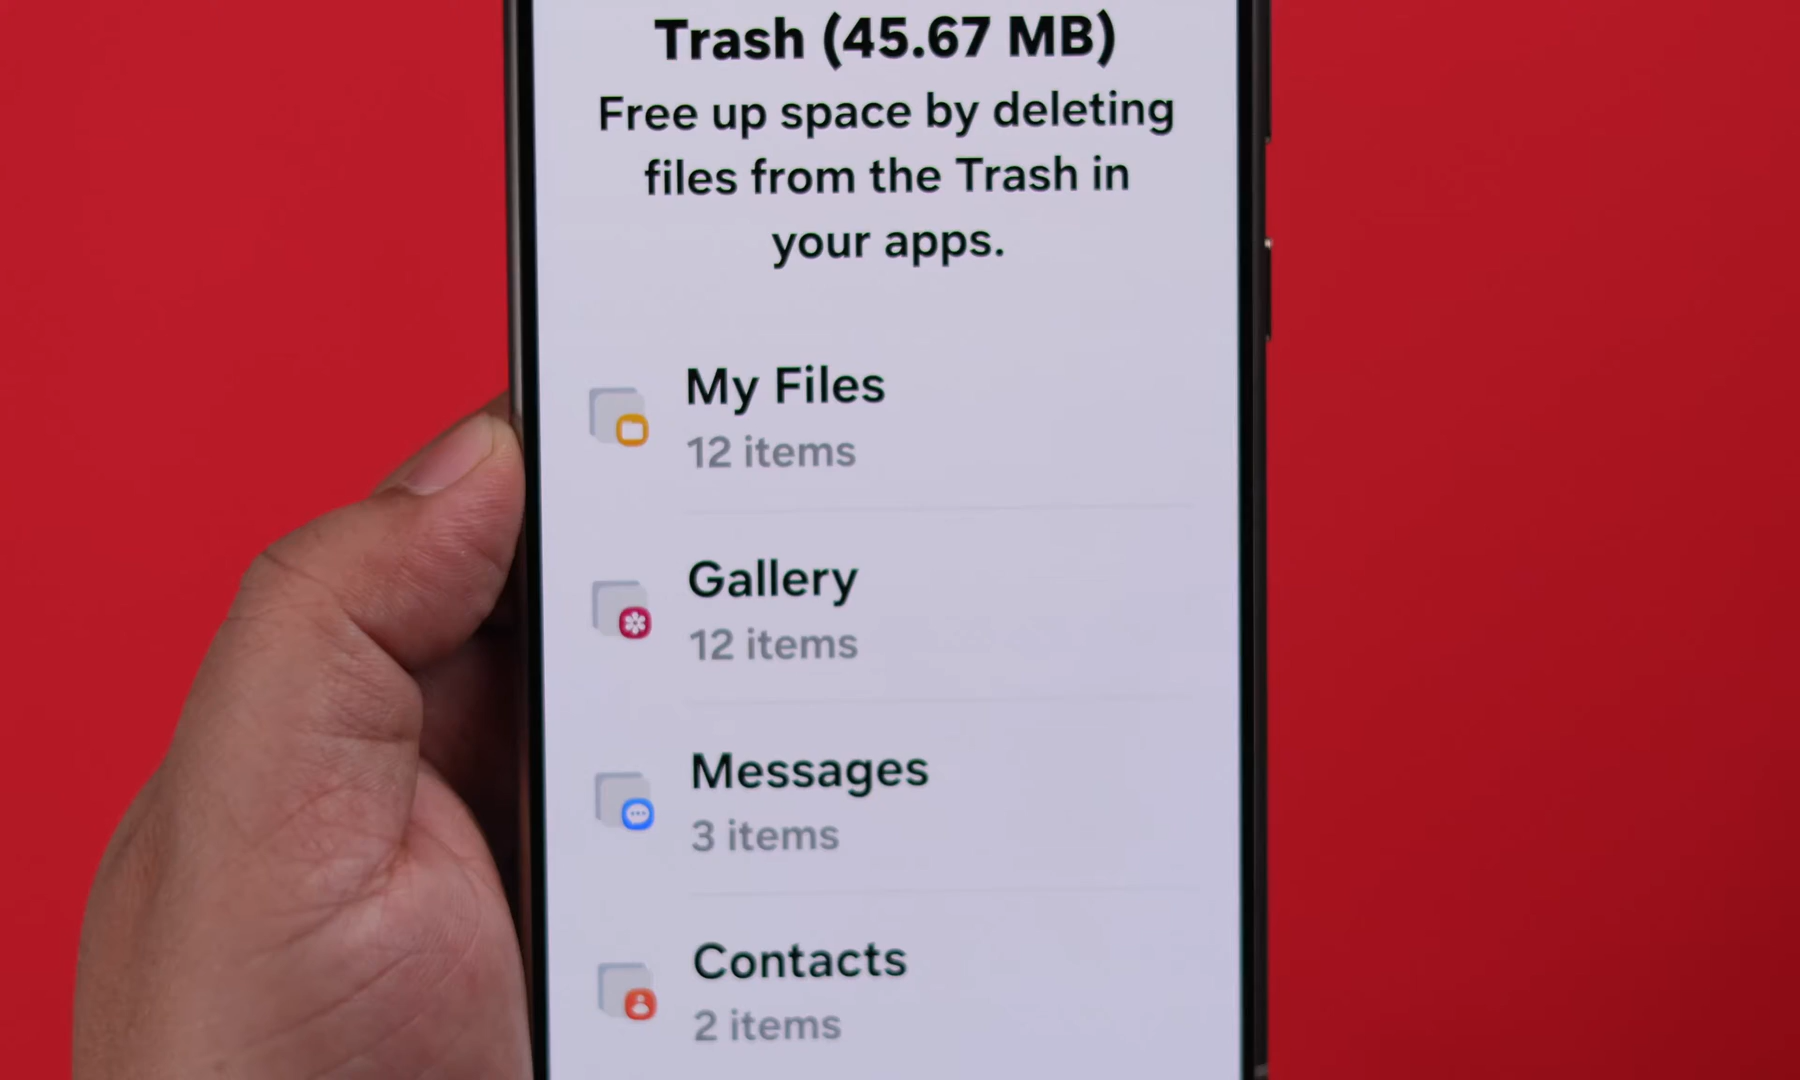 Trash (45.67 MB)
Free up space by deleting
files from the Trash in
your apps.
My Files
12 items
Gallery
12 items
Messages
3 items
Contacts
2 items